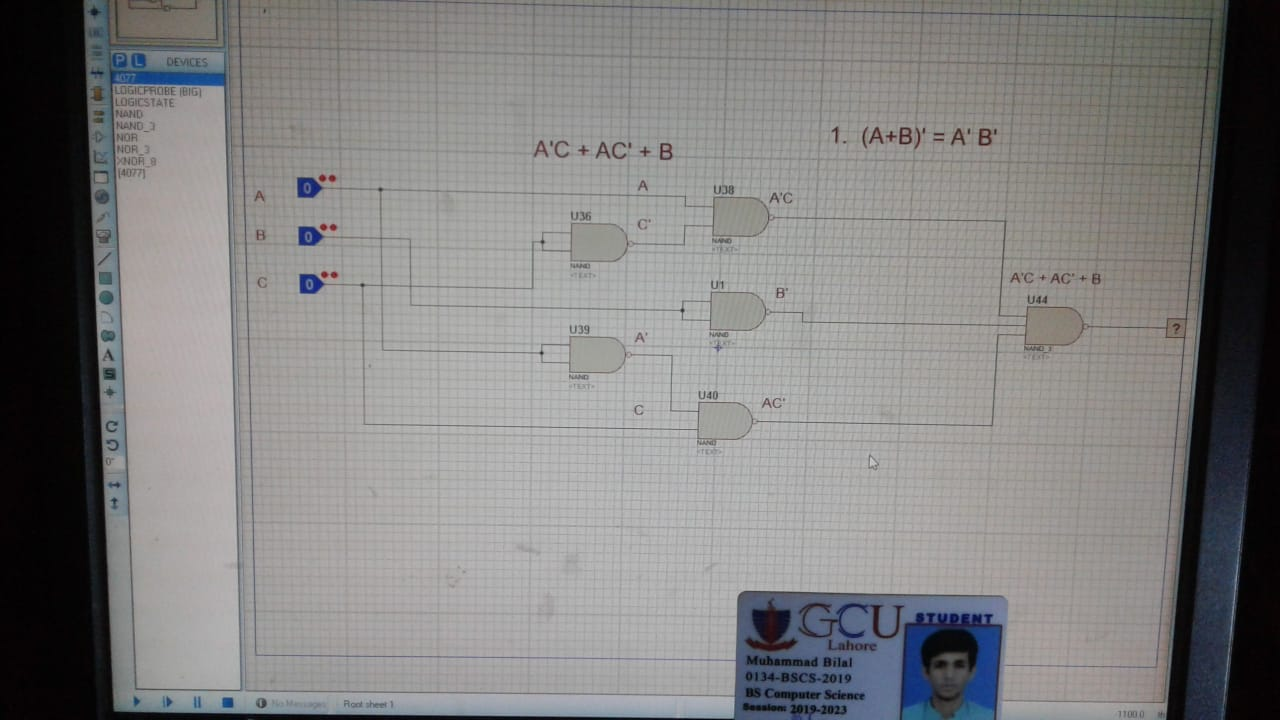 P L DEVICES
4077
LOGICPROBE (BIG)
LOGICSTATE
NAND
NAND_3
NOR
NOR_3
XNOR_8
[4077]
A'C + AC' + B
1. (A+B)' = A' B'
A
0
B
0
C
0
A
C'
U36
NAND
<TEXT>
U38
A'C
NAND
<TEXT>
U1
B'
NAND
<TEXT>
U39
A'
NAND
<TEXT>
C
U40
AC'
NAND
<TEXT>
A'C + AC' + B
U44
NAND_3
<TEXT>
?
A
S
0°
GCU
Lahore
STUDENT
Muhammad Bilal
0134-BSCS-2019
BS Computer Science
Session: 2019-2023
No Messages
Root sheet 1